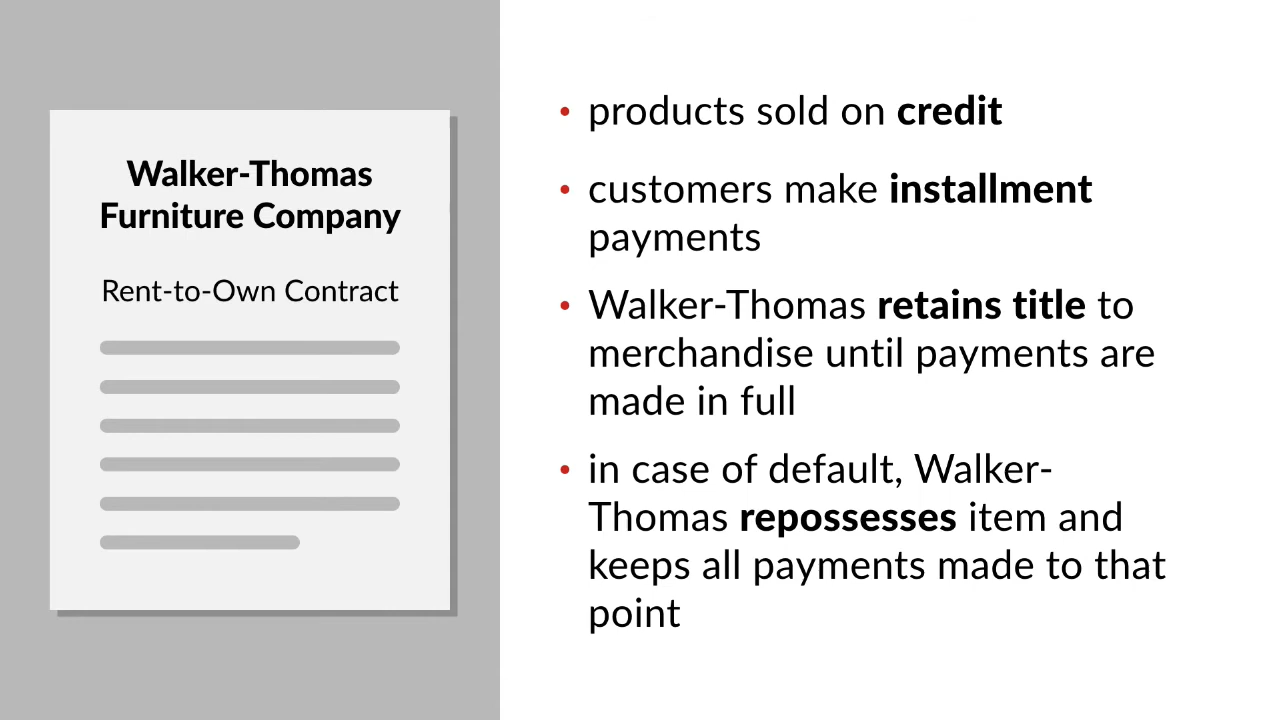 Walker-Thomas
Furniture Company
Rent-to-Own Contract
• products sold on credit
• customers make installment
payments
• Walker-Thomas retains title to
merchandise until payments are
made in full
• in case of default, Walker-
Thomas repossesses item and
keeps all payments made to that
point